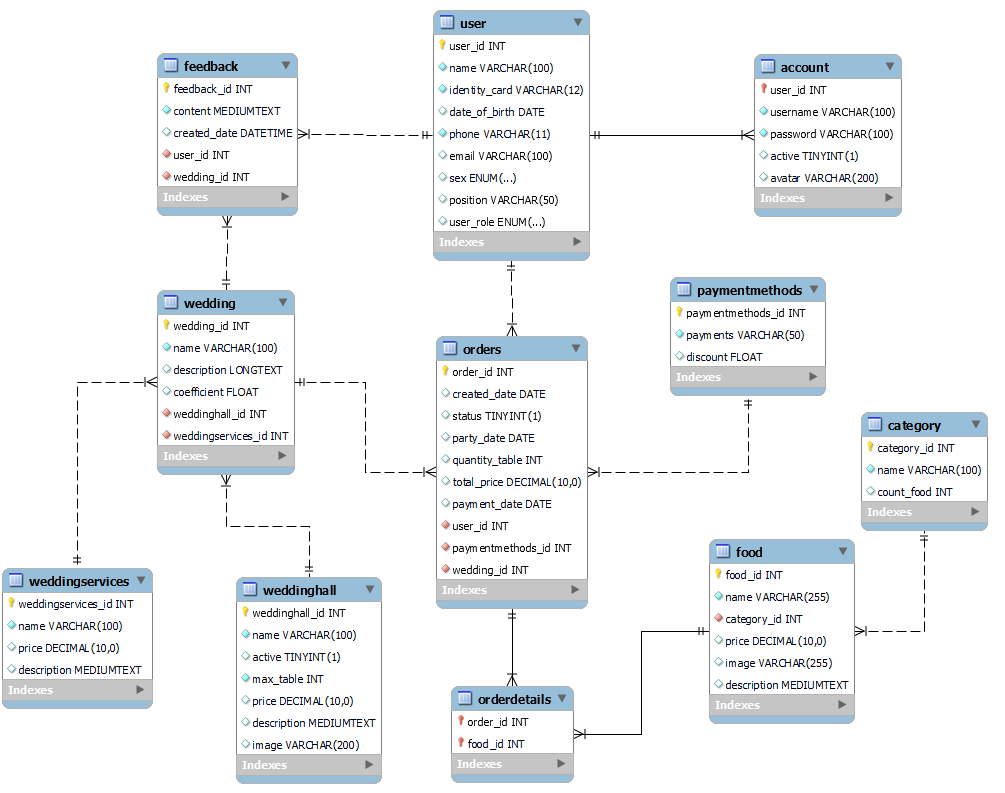 user
user_id INT
name VARCHAR(100)
identity_card VARCHAR(12)
date_of_birth DATE
phone VARCHAR(11)
email VARCHAR(100)
sex ENUM(...)
position VARCHAR(50)
user_role ENUM(...)
Indexes
feedback
feedback_id INT
content MEDIUMTEXT
created_date DATETIME
user_id INT
wedding_id INT
Indexes
account
user_id INT
username VARCHAR(100)
password VARCHAR(100)
active TINYINT(1)
avatar VARCHAR(200)
Indexes
wedding
wedding_id INT
name VARCHAR(100)
description LONGTEXT
coefficient FLOAT
weddinghall_id INT
weddingservices_id INT
Indexes
orders
order_id INT
created_date DATE
status TINYINT(1)
party_date DATE
quantity_table INT
total_price DECIMAL(10,0)
payment_date DATE
user_id INT
paymentmethods_id INT
wedding_id INT
Indexes
paymentmethods
paymentmethods_id INT
payments VARCHAR(50)
discount FLOAT
Indexes
category
category_id INT
name VARCHAR(100)
count_food INT
Indexes
weddingservices
weddingservices_id INT
name VARCHAR(100)
price DECIMAL(10,0)
description MEDIUMTEXT
Indexes
weddinghall
weddinghall_id INT
name VARCHAR(100)
active TINYINT(1)
max_table INT
price DECIMAL(10,0)
description MEDIUMTEXT
image VARCHAR(200)
Indexes
food
food_id INT
name VARCHAR(255)
category_id INT
price DECIMAL(10,0)
image VARCHAR(255)
description MEDIUMTEXT
Indexes
orderdetails
order_id INT
food_id INT
Indexes